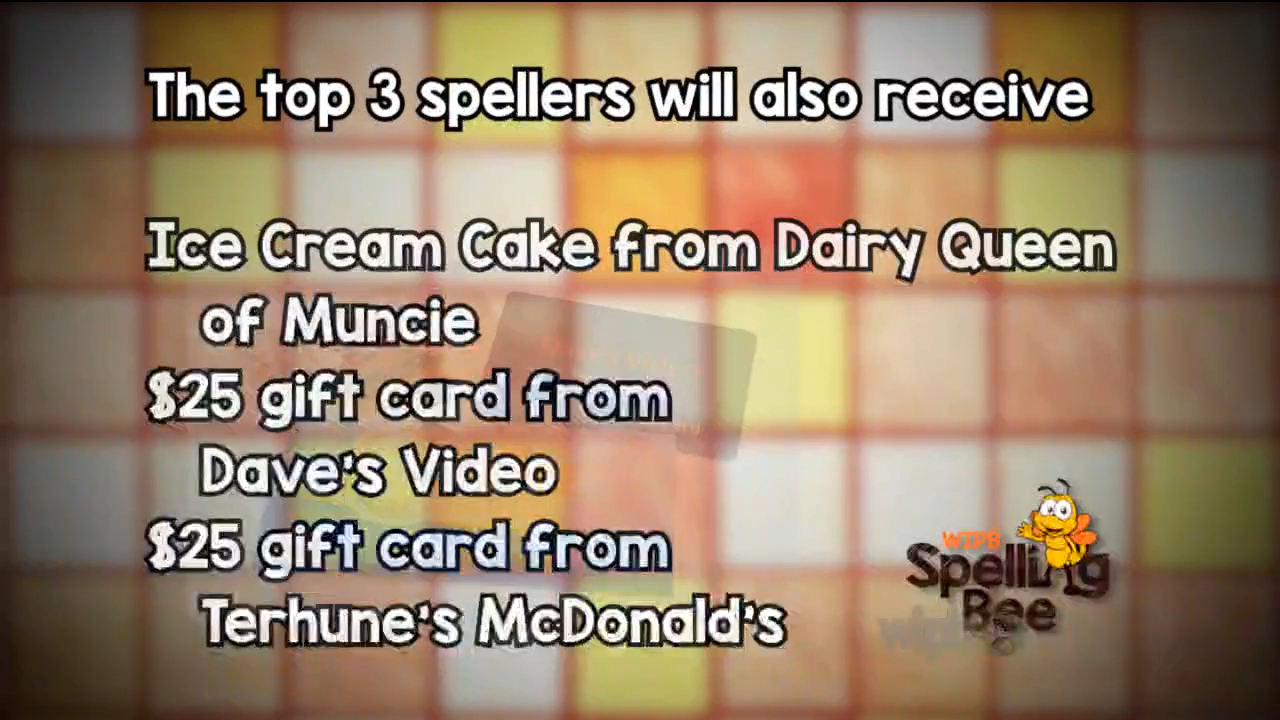 The top 3 spellers will also receive
Ice Cream Cake from Dairy Queen
of Muncie
$25 gift card from
Dave's Video
$25 gift card from
Terhune's McDonald's
WIPB
Spelling
Bee